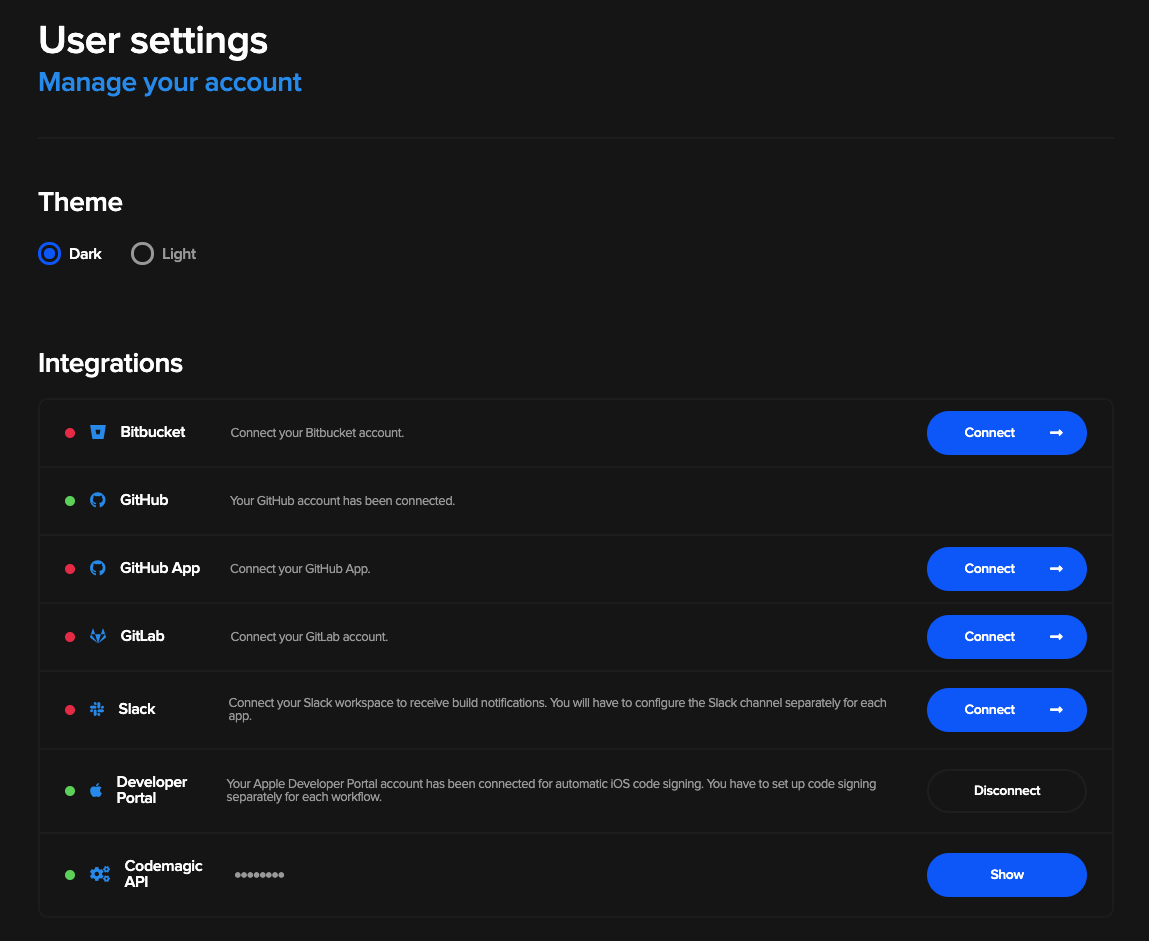 User settings
Manage your account
Theme
Dark
Light
Integrations
Bitbucket
Connect your Bitbucket account.
Connect
GitHub
Your GitHub account has been connected.
GitHub App
Connect your GitHub App.
Connect
GitLab
Connect your GitLab account.
Connect
Slack
Connect your Slack workspace to receive build notifications. You will have to configure the Slack channel separately for each
app.
Connect
Developer
Portal
Your Apple Developer Portal account has been connected for automatic iOS code signing. You have to set up code signing
separately for each workflow.
Disconnect
Codemagic
API
••••••••
Show